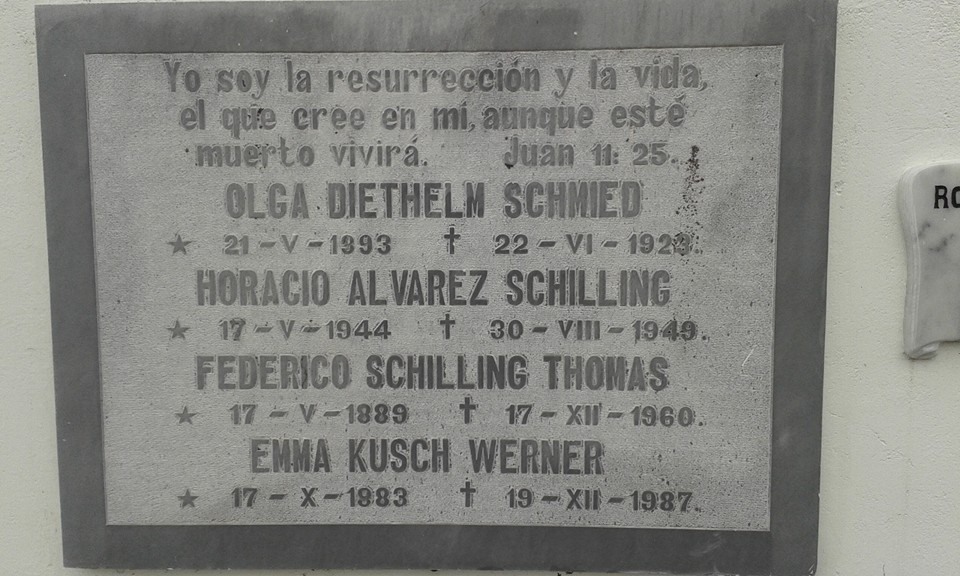 Yo soy la resurrección y la vida,
el que cree en mí, aunque esté
muerto vivirá. Juan 11: 25.
OLGA DIETHELM SCHMIED
★ 21 - V - 1893 ✝ 22 - VI - 1923.
HORACIO ALVAREZ SCHILLING
★ 17 - V - 1944 ✝ 30 - VIII - 1949.
FEDERICO SCHILLING THOMAS
★ 17 - V - 1889 ✝ 17 - XII - 1960.
EMMA KUSCH WERNER
★ 17 - X - 1883 ✝ 19 - XII - 1987.